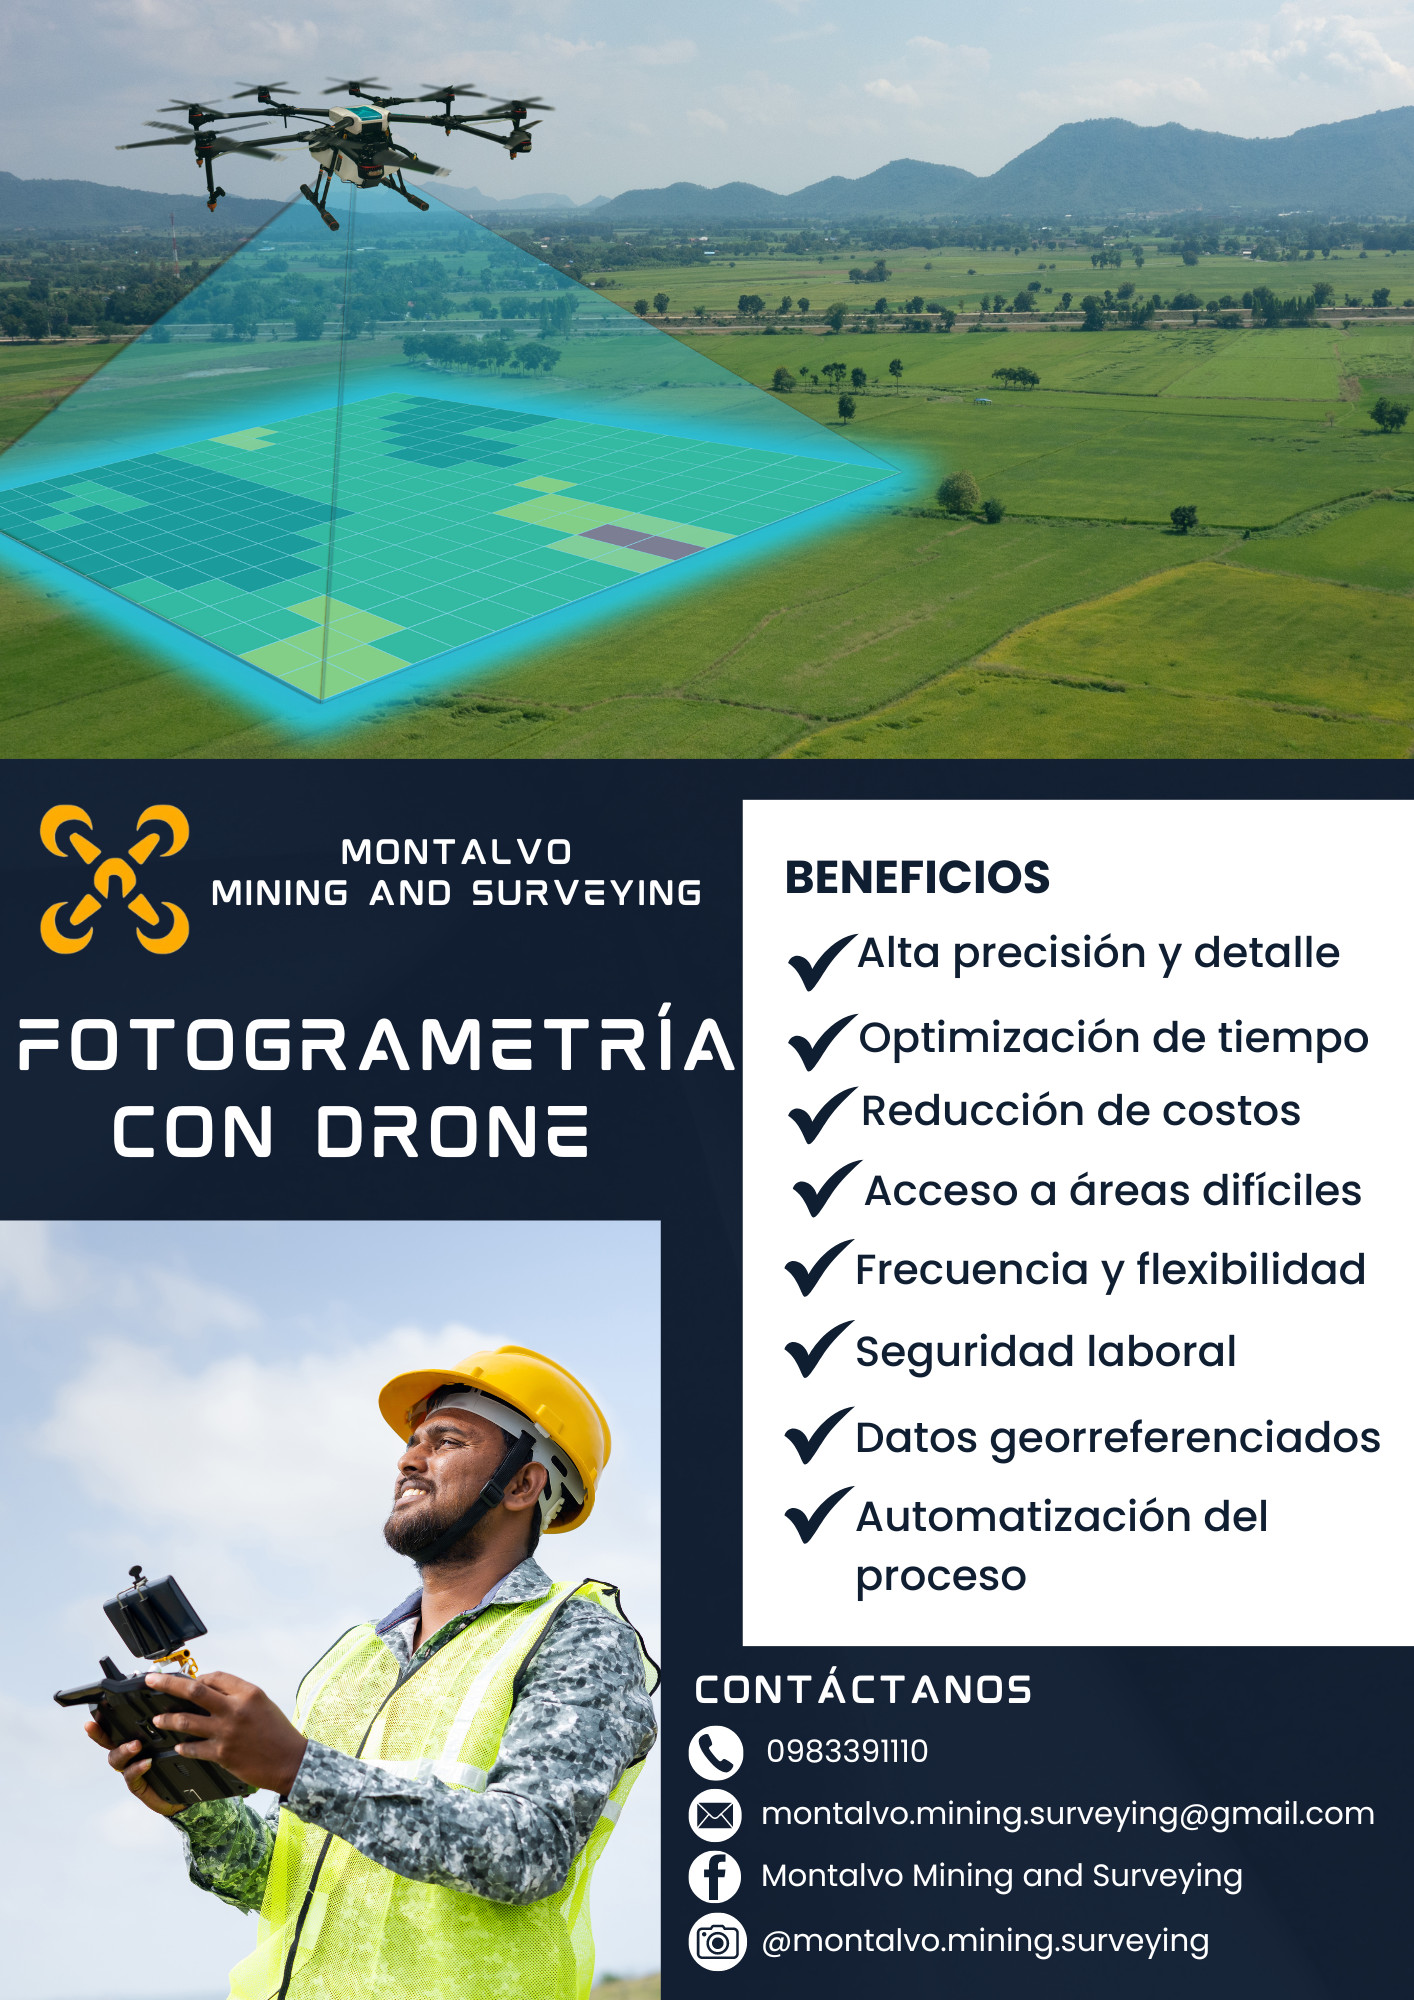 MONTALVO
MINING AND SURVEYING
FOTOGRAMETRÍA
CON DRONE
BENEFICIOS
Alta precisión y detalle
Optimización de tiempo
Reducción de costos
Acceso a áreas difíciles
Frecuencia y flexibilidad
Seguridad laboral
Datos georreferenciados
Automatización del
proceso
CONTÁCTANOS
0983391110
montalvo.mining.surveying@gmail.com
Montalvo Mining and Surveying
@montalvo.mining.surveying